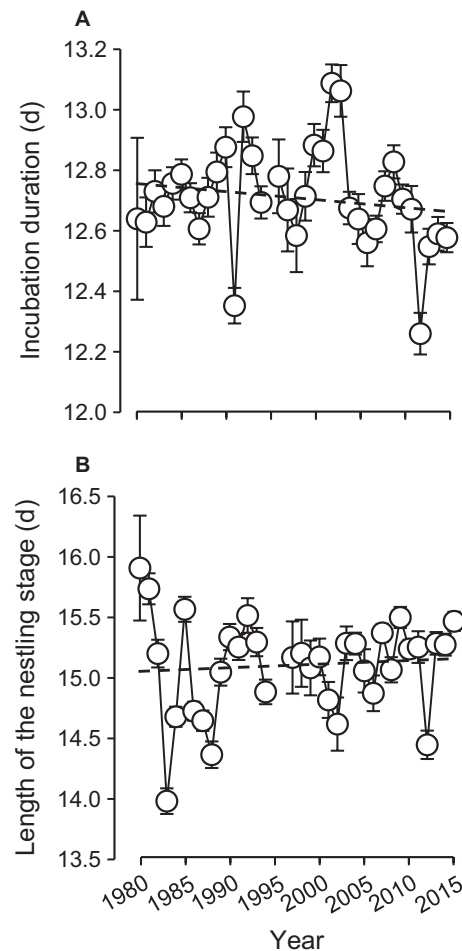 A
Incubation duration (d)
13.2
13.0
12.8
12.6
12.4
12.2
12.0
B
Length of the nestling stage (d)
16.5
16.0
15.5
15.0
14.5
14.0
13.5
1980 1985 1990 1995 2000 2005 2010 2015
Year